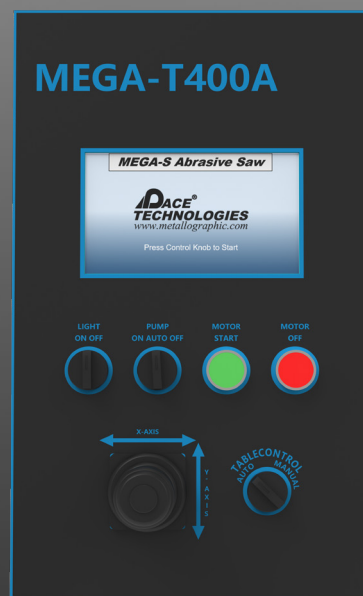 MEGA-T400A
MEGA-S Abrasive Saw
PACE®
TECHNOLOGIES
www.metallographic.com
Press Control Knob to Start
LIGHT
ON OFF
PUMP
ON AUTO OFF
MOTOR
START
MOTOR
OFF
X-AXIS
Y-AXIS
TABLECONTROL
AUTO MANUAL